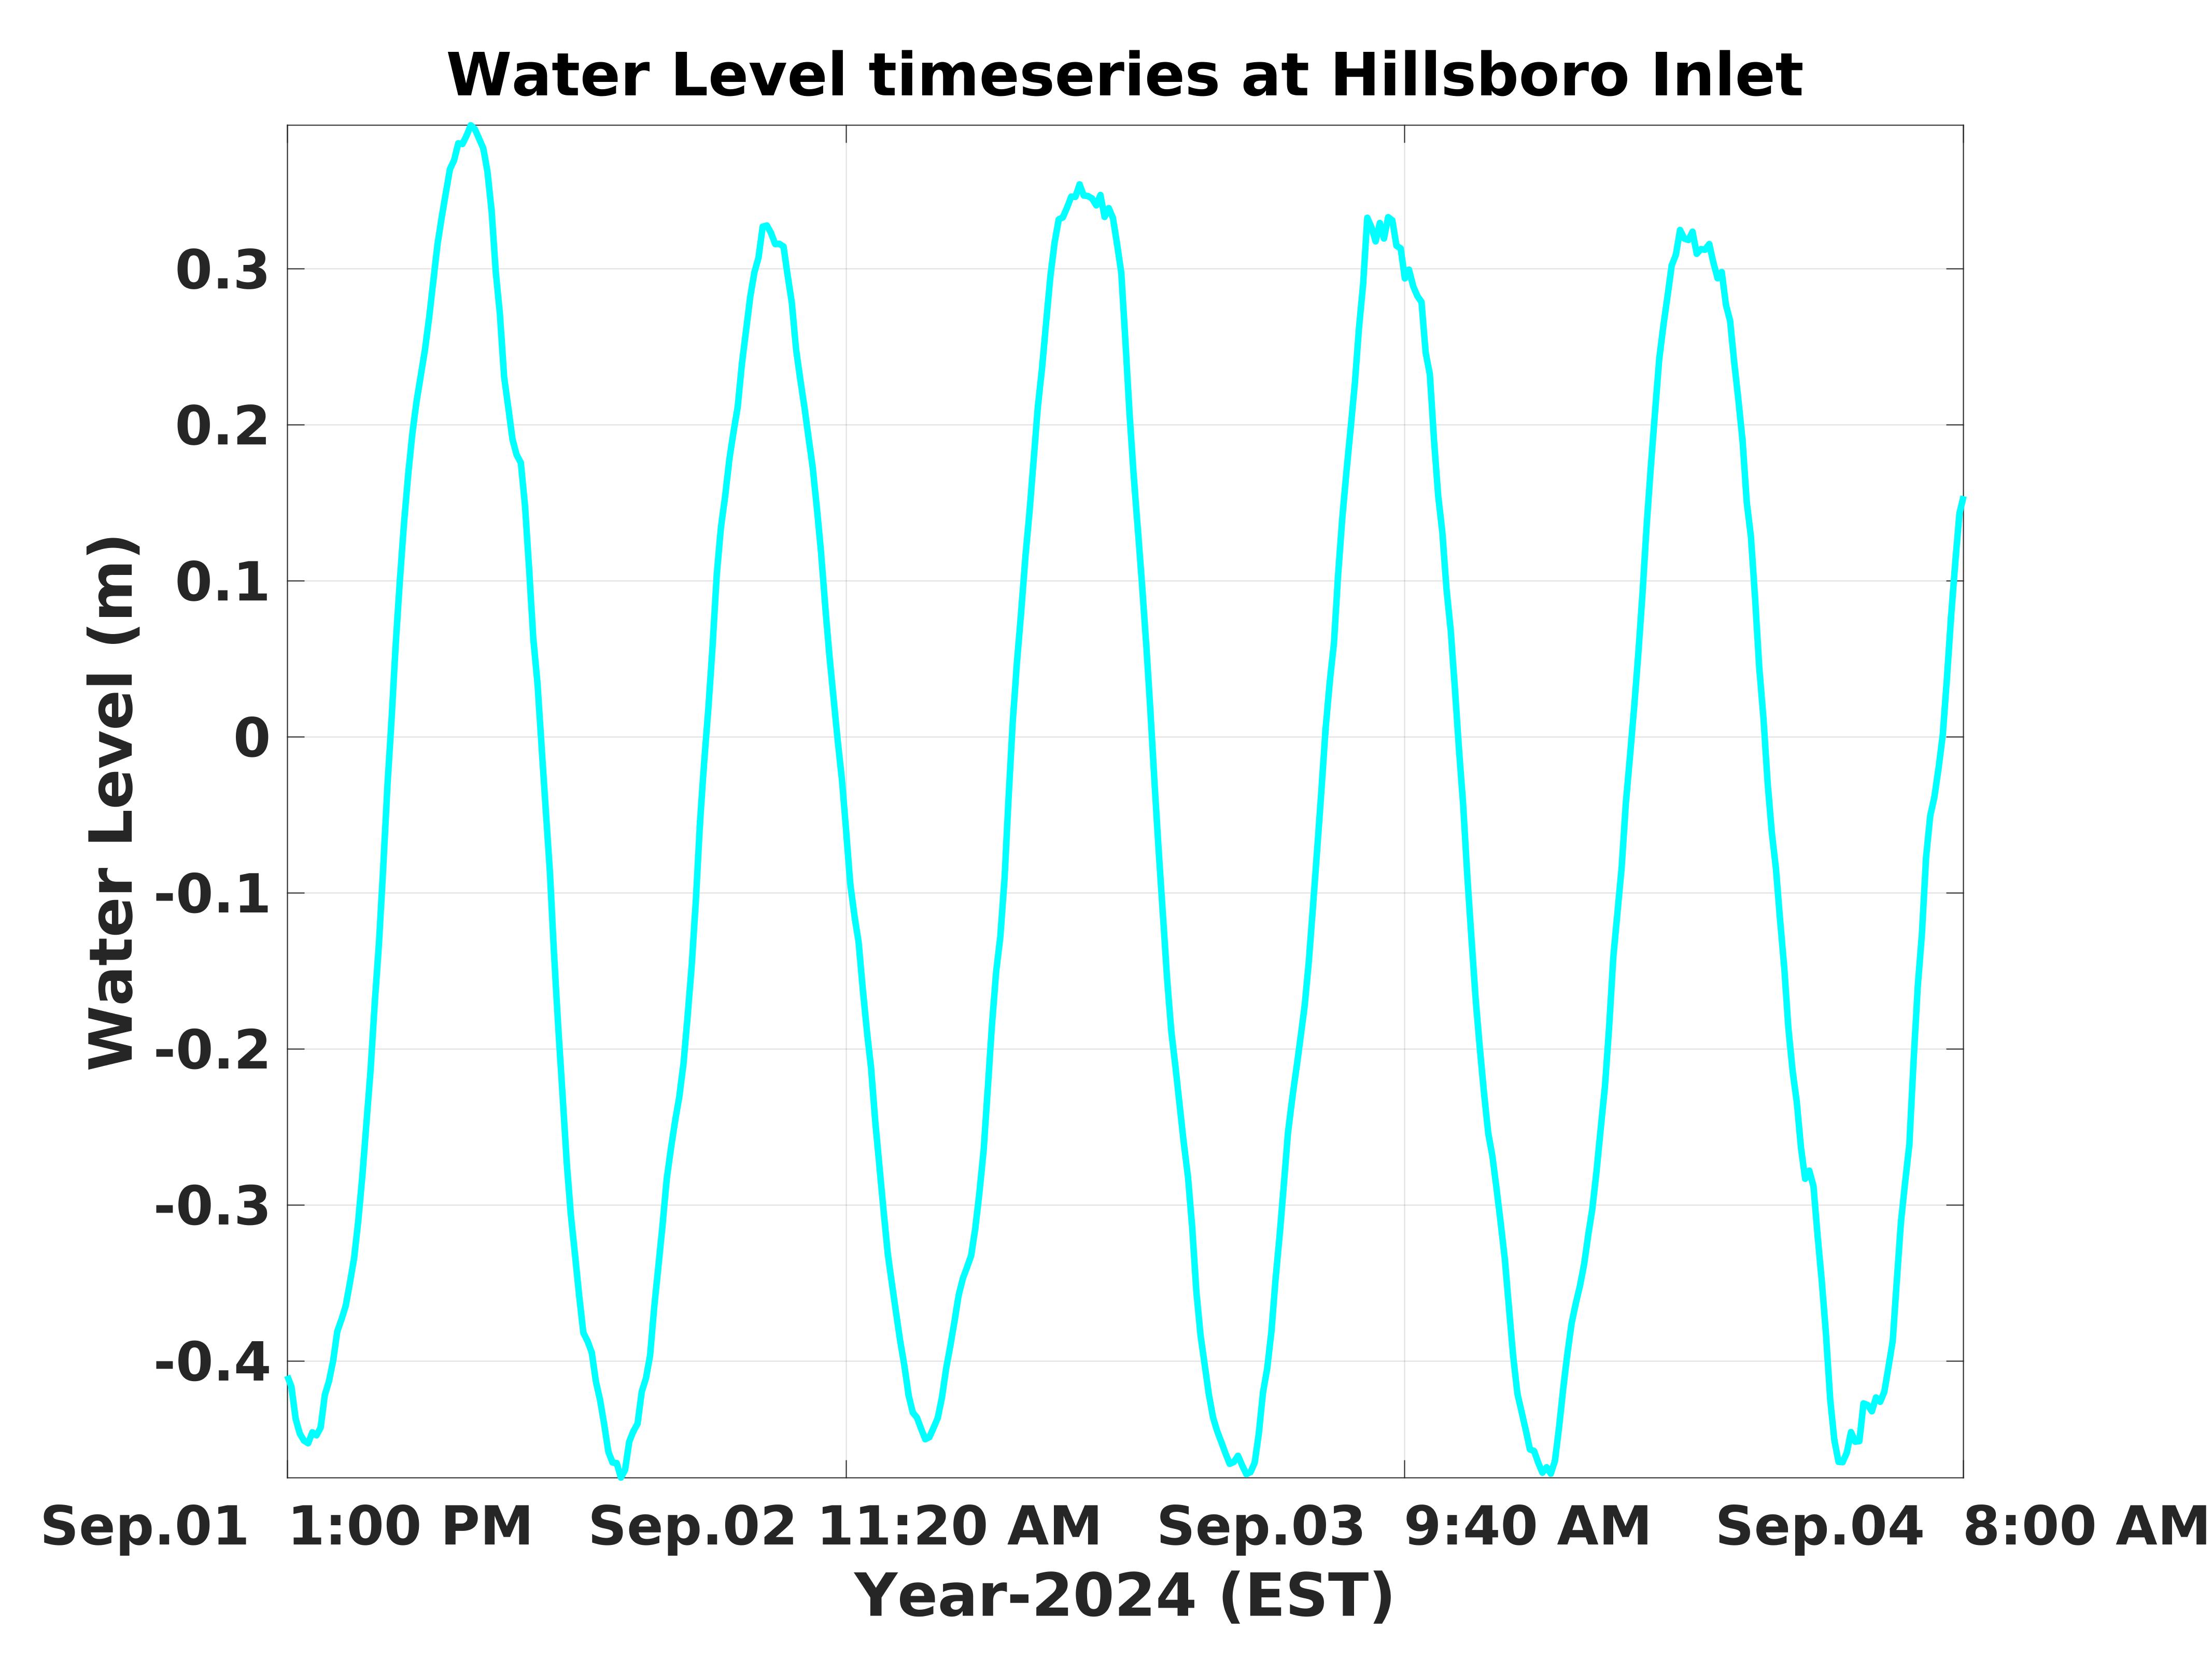 Water Level timeseries at Hillsboro Inlet
Water Level (m)
0.3
0.2
0.1
0
-0.1
-0.2
-0.3
-0.4
Sep.01 1:00 PM Sep.02 11:20 AM Sep.03 9:40 AM Sep.04 8:00 AM
Year-2024 (EST)